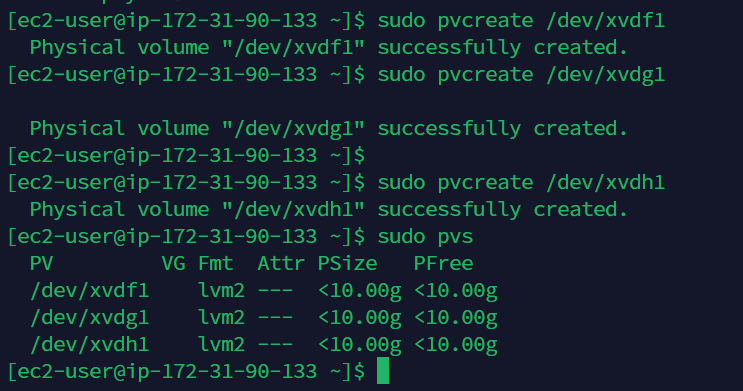 [ec2-user@ip-172-31-90-133 ~]$ sudo pvcreate /dev/xvdf1
  Physical volume "/dev/xvdf1" successfully created.
[ec2-user@ip-172-31-90-133 ~]$ sudo pvcreate /dev/xvdg1

  Physical volume "/dev/xvdg1" successfully created.
[ec2-user@ip-172-31-90-133 ~]$
[ec2-user@ip-172-31-90-133 ~]$ sudo pvcreate /dev/xvdh1
  Physical volume "/dev/xvdh1" successfully created.
[ec2-user@ip-172-31-90-133 ~]$ sudo pvs
  PV         VG Fmt  Attr PSize   PFree
  /dev/xvdf1    lvm2 ---  <10.00g <10.00g
  /dev/xvdg1    lvm2 ---  <10.00g <10.00g
  /dev/xvdh1    lvm2 ---  <10.00g <10.00g
[ec2-user@ip-172-31-90-133 ~]$